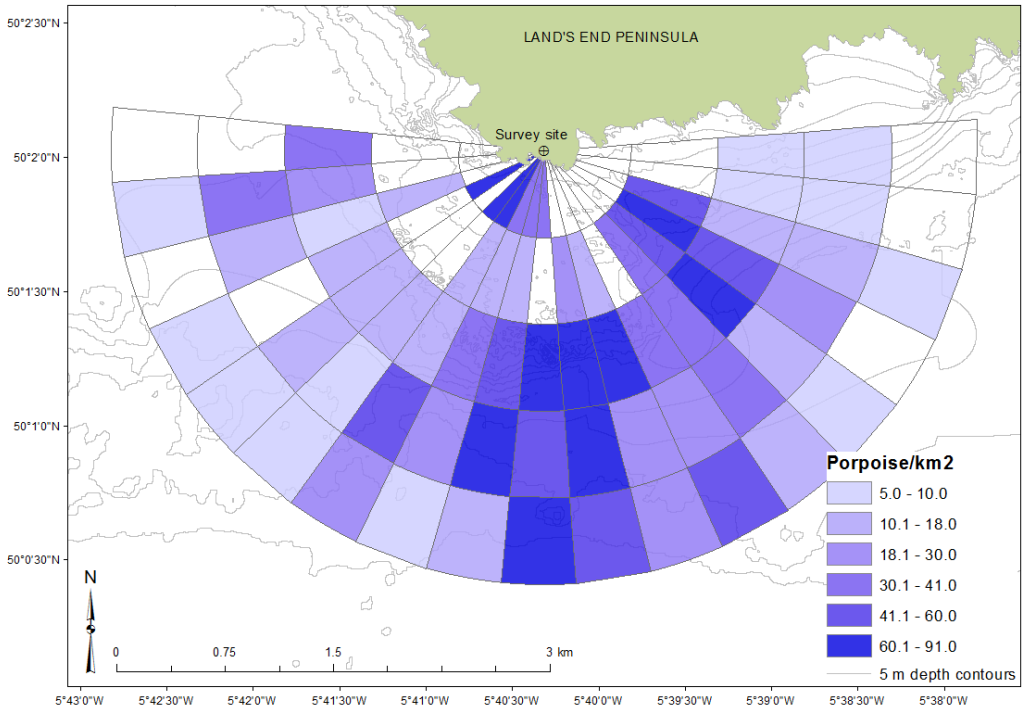 50°2'30"N
LAND'S END PENINSULA
Survey site
50°2'0"N
50°1'30"N
50°1'0"N
50°0'30"N
Porpoise/km2
5.0 - 10.0
10.1 - 18.0
18.1 - 30.0
30.1 - 41.0
41.1 - 60.0
60.1 - 91.0
5 m depth contours
N
0 0.75 1.5 3 km
5°43'0"W 5°42'30"W 5°42'0"W 5°41'30"W 5°41'0"W 5°40'30"W 5°40'0"W 5°39'30"W 5°39'0"W 5°38'30"W 5°38'0"W